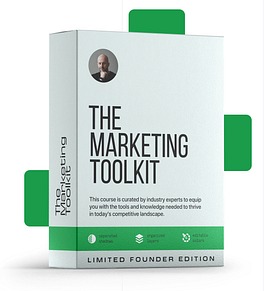 THE
MARKETING
TOOLKIT
This course is curated by industry experts to equip
you with the tools and knowledge needed to thrive
in today's competitive landscape.
LIMITED FOUNDER EDITION
The
Marketing
Toolkit